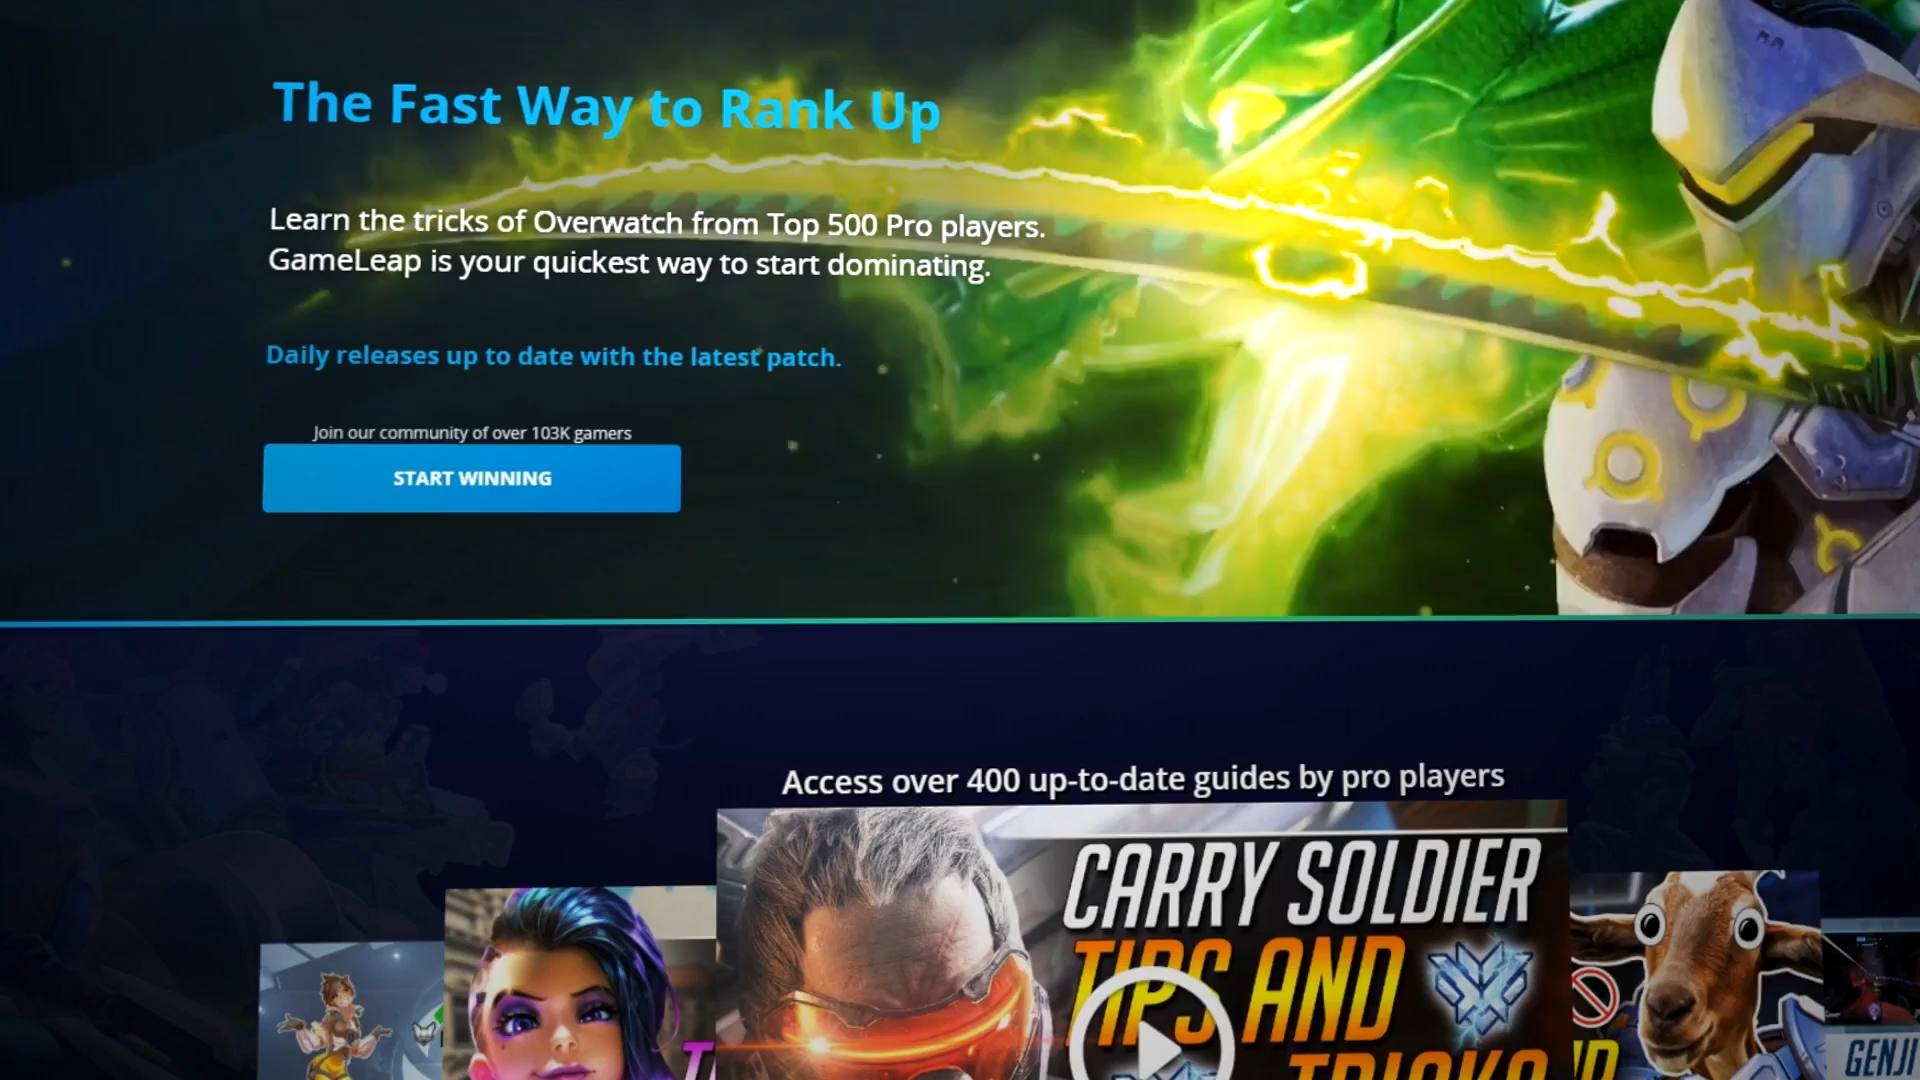 The Fast Way to Rank Up
Learn the tricks of Overwatch from Top 500 Pro players.
GameLeap is your quickest way to start dominating.
Daily releases up to date with the latest patch.
Join our community of over 103K gamers
START WINNING
Access over 400 up-to-date guides by pro players
CARRY SOLDIER
TIPS AND
TRICKS
GENJI